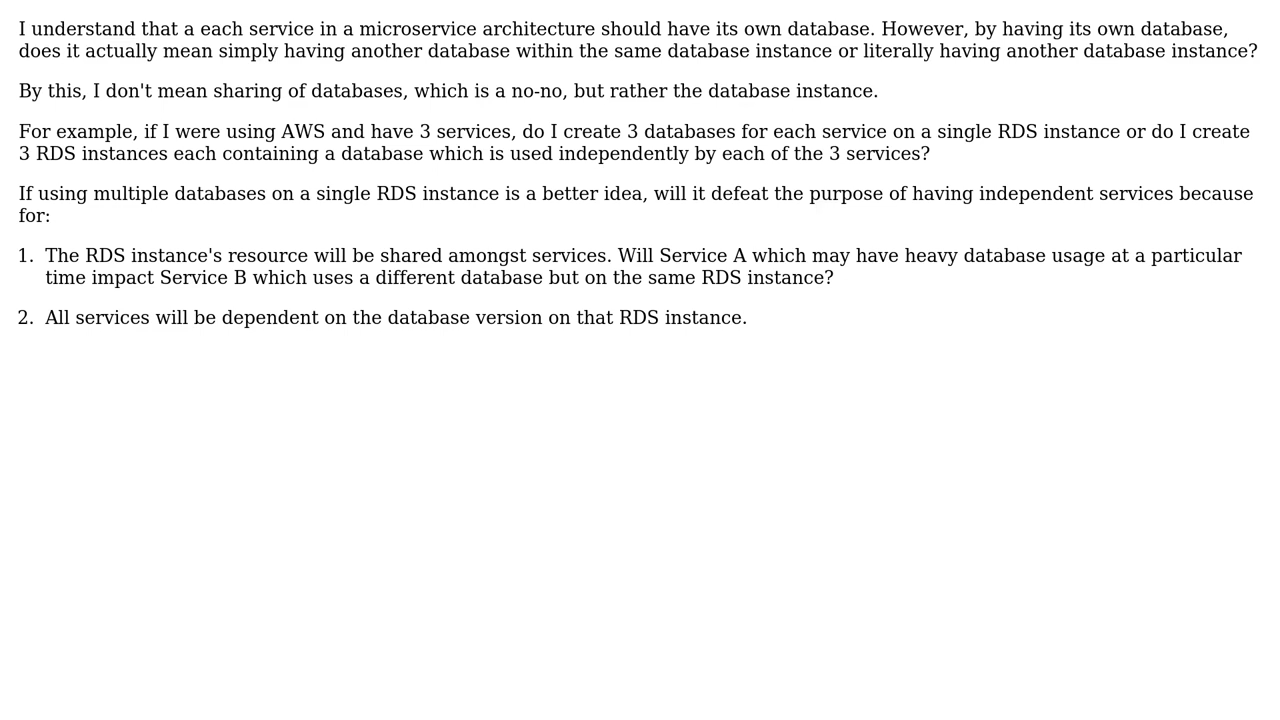 I understand that a each service in a microservice architecture should have its own database. However, by having its own database,
does it actually mean simply having another database within the same database instance or literally having another database instance?
By this, I don't mean sharing of databases, which is a no-no, but rather the database instance.
For example, if I were using AWS and have 3 services, do I create 3 databases for each service on a single RDS instance or do I create
3 RDS instances each containing a database which is used independently by each of the 3 services?
If using multiple databases on a single RDS instance is a better idea, will it defeat the purpose of having independent services because
for:
1. The RDS instance's resource will be shared amongst services. Will Service A which may have heavy database usage at a particular
time impact Service B which uses a different database but on the same RDS instance?
2. All services will be dependent on the database version on that RDS instance.